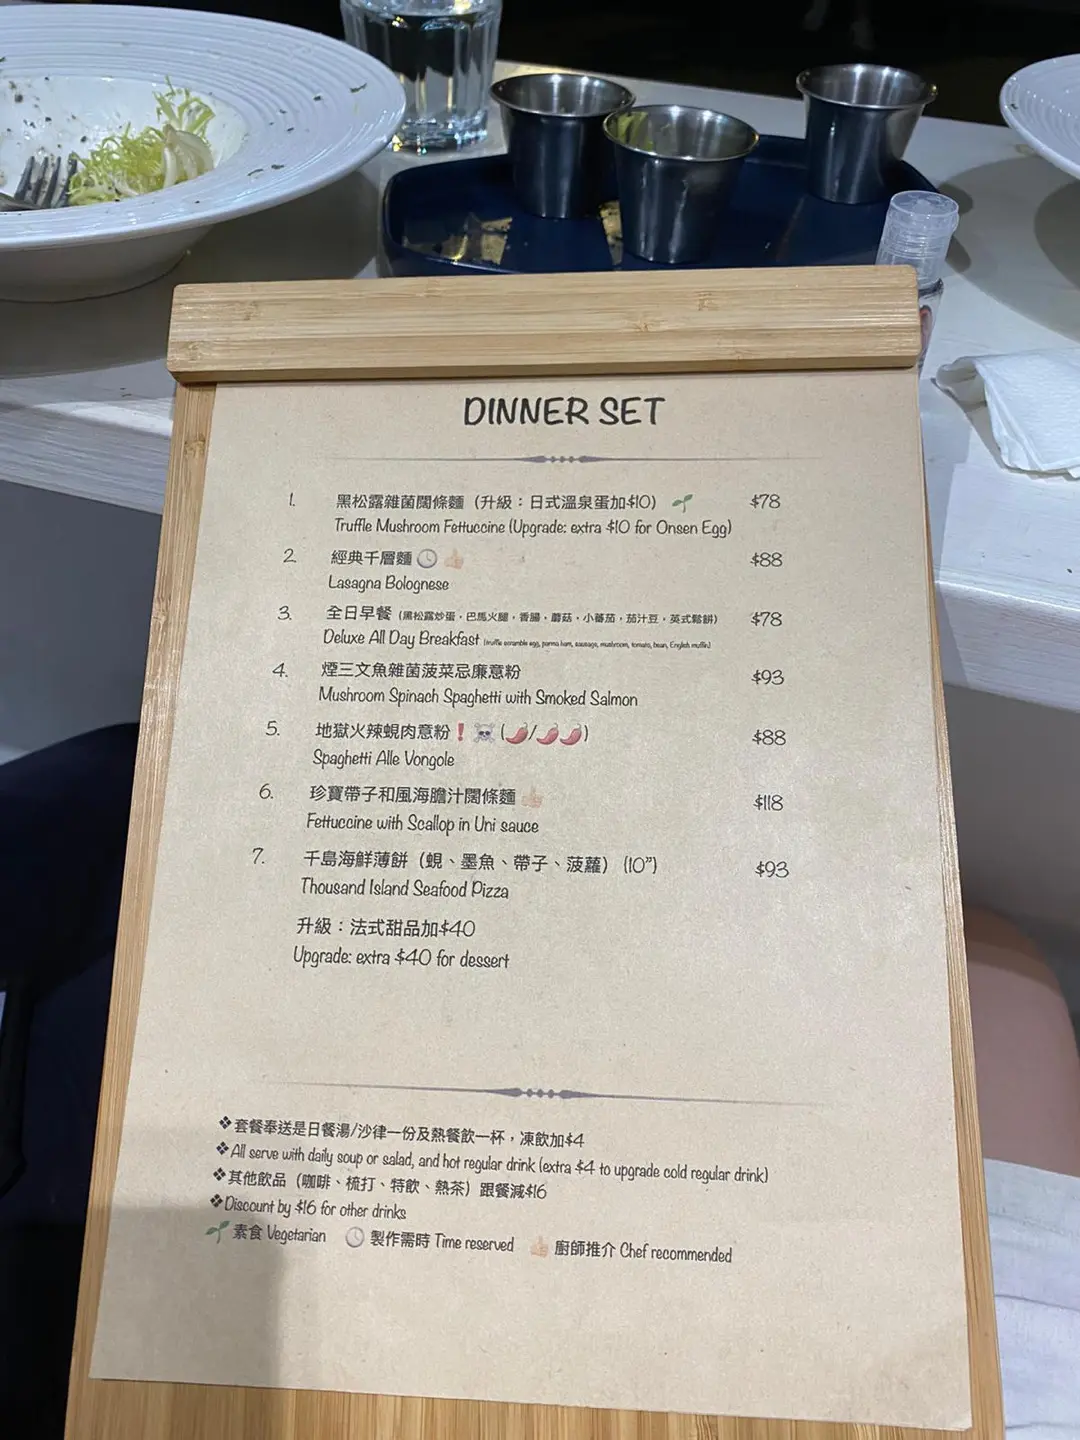 DINNER SET
1. 黑松露雜菌闊條麵（升級：日式溫泉蛋加$10） 🌱 $78
Truffle Mushroom Fettuccine (Upgrade: extra $10 for Onsen Egg)
2. 經典千層麵 🕓 👍🏻 $88
Lasagna Bolognese
3. 全日早餐 (黑松露炒蛋，巴馬火腿，香腸，蘑菇，小蕃茄，茄汁豆，英式鬆餅) $78
Deluxe All Day Breakfast (truffle scramble egg, parma ham, sausage, mushroom, tomato, bean, English muffin)
4. 煙三文魚雜菌菠菜忌廉意粉 $93
Mushroom Spinach Spaghetti with Smoked Salmon
5. 地獄火辣蜆肉意粉❗☠️ (🌶️/🌶️🌶️) $88
Spaghetti Alle Vongole
6. 珍寶帶子和風海膽汁闊條麵 👍🏻 $118
Fettuccine with Scallop in Uni sauce
7. 千島海鮮薄餅（蜆、墨魚、帶子、菠蘿） (10”) $93
Thousand Island Seafood Pizza
升級：法式甜品加$40
Upgrade: extra $40 for dessert
❖套餐奉送是日餐湯/沙律一份及熱餐飲一杯，凍飲加$4
❖All serve with daily soup or salad, and hot regular drink (extra $4 to upgrade cold regular drink)
❖其他飲品（咖啡、梳打、特飲、熱茶）跟餐減$16
❖Discount by $16 for other drinks
🌱 素食 Vegetarian 🕓 製作需時 Time reserved 👍🏻 廚師推介 Chef recommended